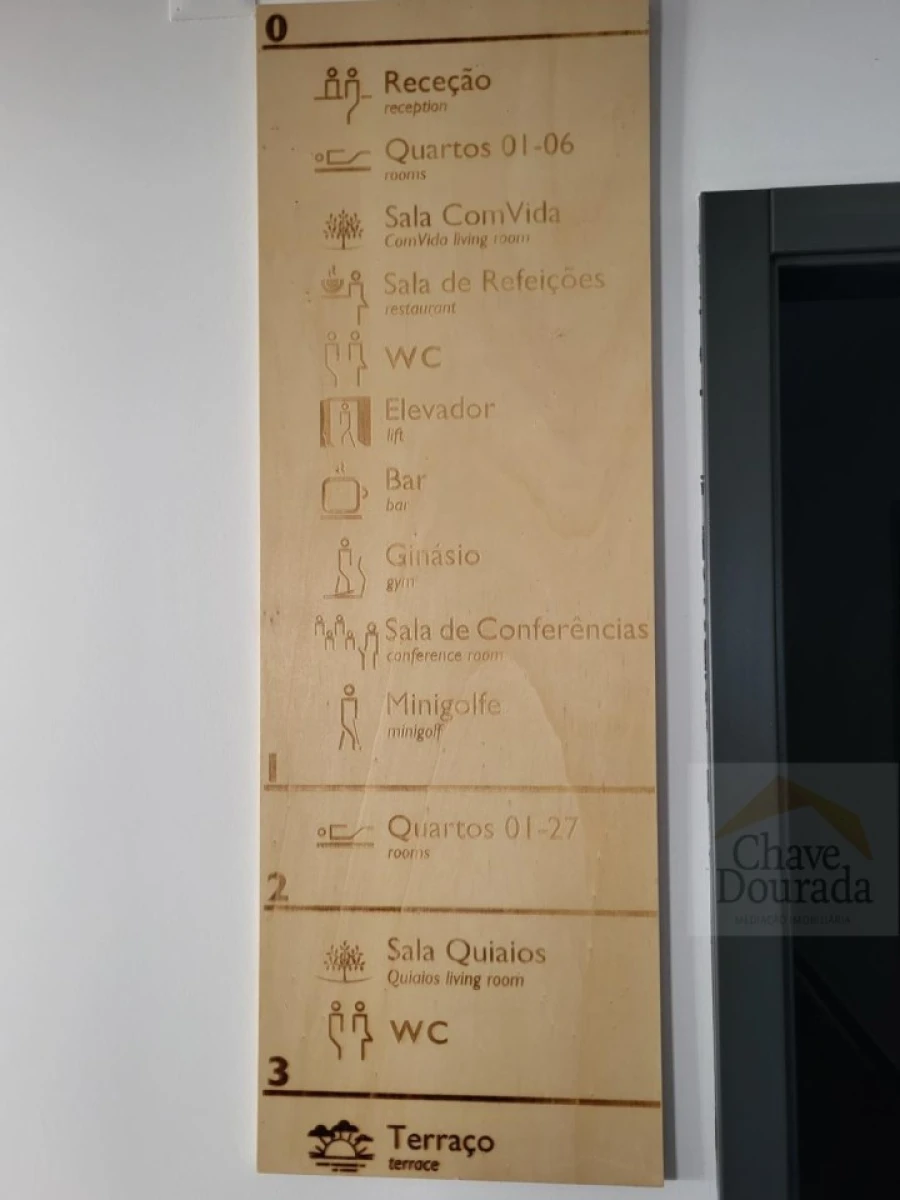 0
Receção
reception
Quartos 01-06
rooms
Sala ComVida
ComVida living room
Sala de Refeições
restaurant
WC
Elevador
lift
Bar
bar
Ginásio
gym
Sala de Conferências
conference room
Minigolfe
minigolf
1
Quartos 01-27
rooms
2
Sala Quiaios
Quiaios living room
WC
3
Terraço
terrace
Chave
Dourada
MEDIAÇÃO IMOBILIÁRIA